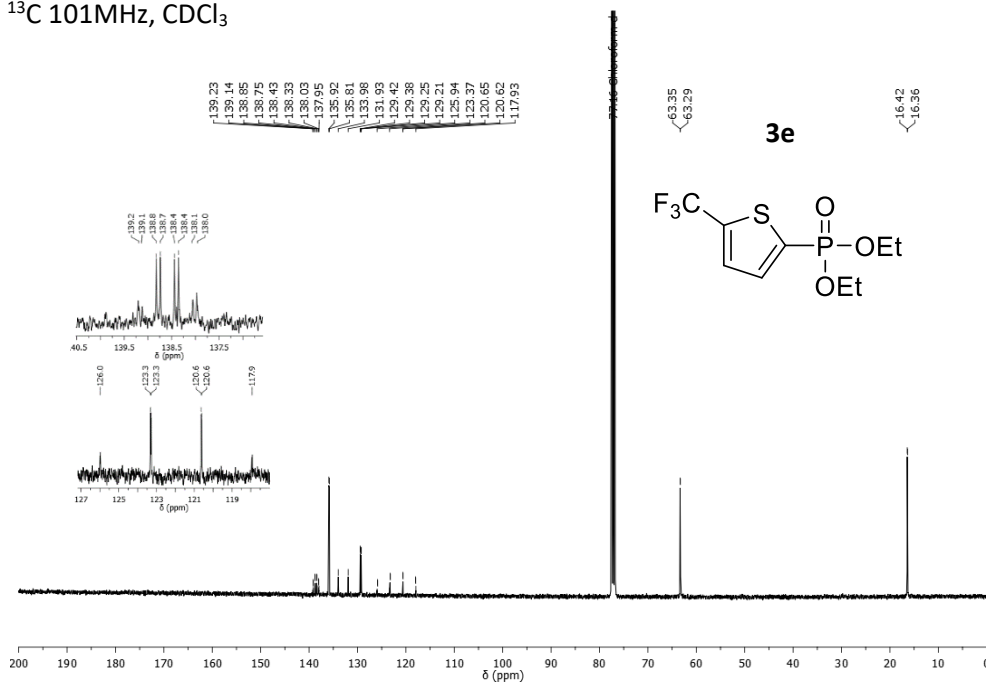 ¹³C 101MHz, CDCl₃
139.23
139.14
138.85
138.75
138.43
138.33
138.03
137.95
135.92
135.81
133.98
131.93
129.42
129.38
129.25
129.21
125.94
123.37
120.65
120.62
117.93
77.16 Chloroform-d
63.35
63.29
16.42
16.36
3e
F₃C
S
O
P
OEt
OEt
139.2
139.1
138.8
138.7
138.4
138.4
138.1
138.0
40.5 139.5 138.5 137.5
δ (ppm)
126.0
123.3
123.3
120.6
120.6
117.9
127 125 123 121 119
δ (ppm)
200 190 180 170 160 150 140 130 120 110 100 90 80 70 60 50 40 30 20 10 0
δ (ppm)